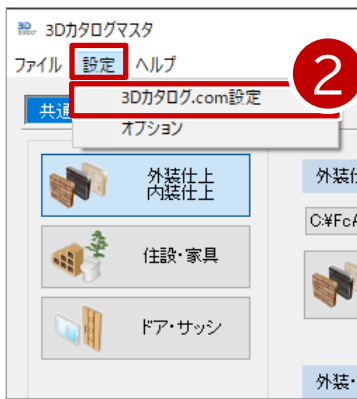 3Dカタログマスタ
ファイル 設定 ヘルプ
2
3Dカタログ.com設定
共通
オプション
外装仕上
内装仕上
外装仕
C:¥FcA
住設・家具
ドア・サッシ
外装・